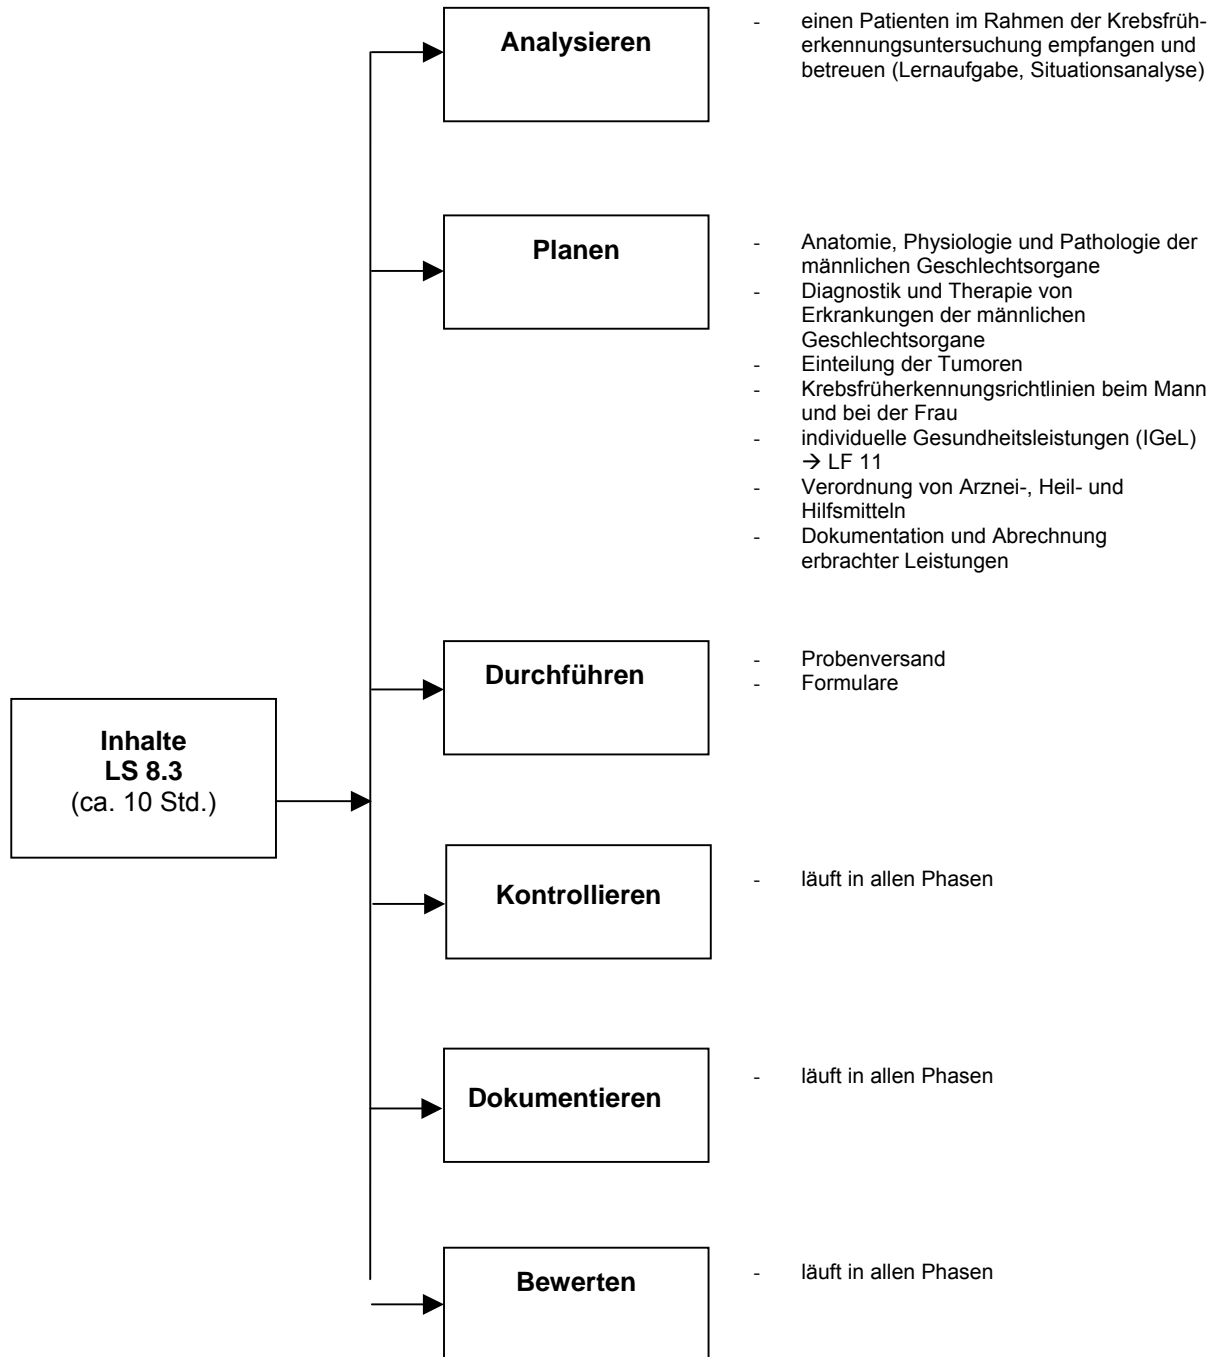 Analysieren
- einen Patienten im Rahmen der Krebsfrüh-
erkennungsuntersuchung empfangen und
betreuen (Lernaufgabe, Situationsanalyse)
Planen
- Anatomie, Physiologie und Pathologie der
männlichen Geschlechtsorgane
- Diagnostik und Therapie von
Erkrankungen der männlichen
Geschlechtsorgane
- Einteilung der Tumoren
- Krebsfrüherkennungsrichtlinien beim Mann
und bei der Frau
- individuelle Gesundheitsleistungen (IGeL)
→ LF 11
- Verordnung von Arznei-, Heil- und
Hilfsmitteln
- Dokumentation und Abrechnung
erbrachter Leistungen
Durchführen
- Probenversand
- Formulare
Inhalte
LS 8.3
(ca. 10 Std.)
Kontrollieren
- läuft in allen Phasen
Dokumentieren
- läuft in allen Phasen
Bewerten
- läuft in allen Phasen